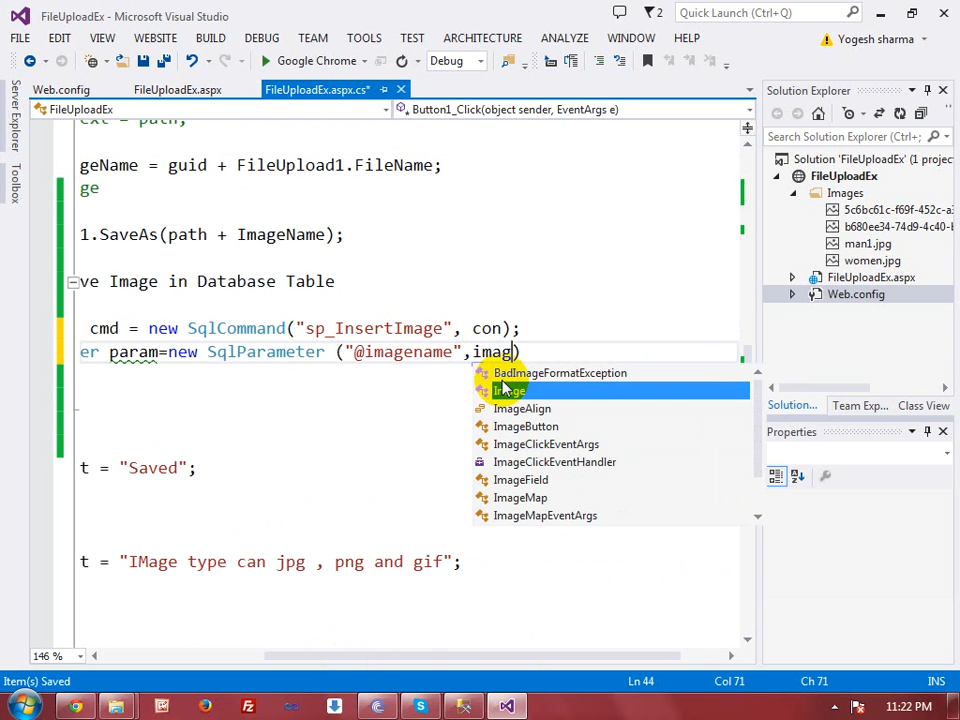 FileUploadEx - Microsoft Visual Studio
2
Quick Launch (Ctrl+;)
FILE EDIT VIEW WEBSITE BUILD DEBUG TEAM TOOLS TEST ARCHITECTURE ANALYZE WINDOW HELP
Yogesh sharma
Google Chrome
Debug
Server Explorer
Toolbox
Web.config FileUploadEx.aspx FileUploadEx.aspx.cs*
FileUploadEx
Button1_Click(object sender, EventArgs e)
ext = path;
geName = guid + FileUpload1.FileName;
ge
1.SaveAs(path + ImageName);
ve Image in Database Table
cmd = new SqlCommand("sp_InsertImage", con);
er param=new SqlParameter ("@imagename",imag)
BadImageFormatException
Image
ImageAlign
ImageButton
ImageClickEventArgs
ImageClickEventHandler
ImageField
ImageMap
ImageMapEventArgs
t = "Saved";
t = "IMage type can jpg , png and gif";
146 %
Solution Explorer
Search Solution Explorer (Ctrl+;
Solution 'FileUploadEx' (1 projec
FileUploadEx
Images
5c6bc61c-f69f-452c-a3
b680ee34-74d9-4c40-b
man1.jpg
women.jpg
FileUploadEx.aspx
Web.config
Solution... Team Exp... Class View
Properties
Item(s) Saved
Ln 44
Col 71
Ch 71
INS
11:22 PM